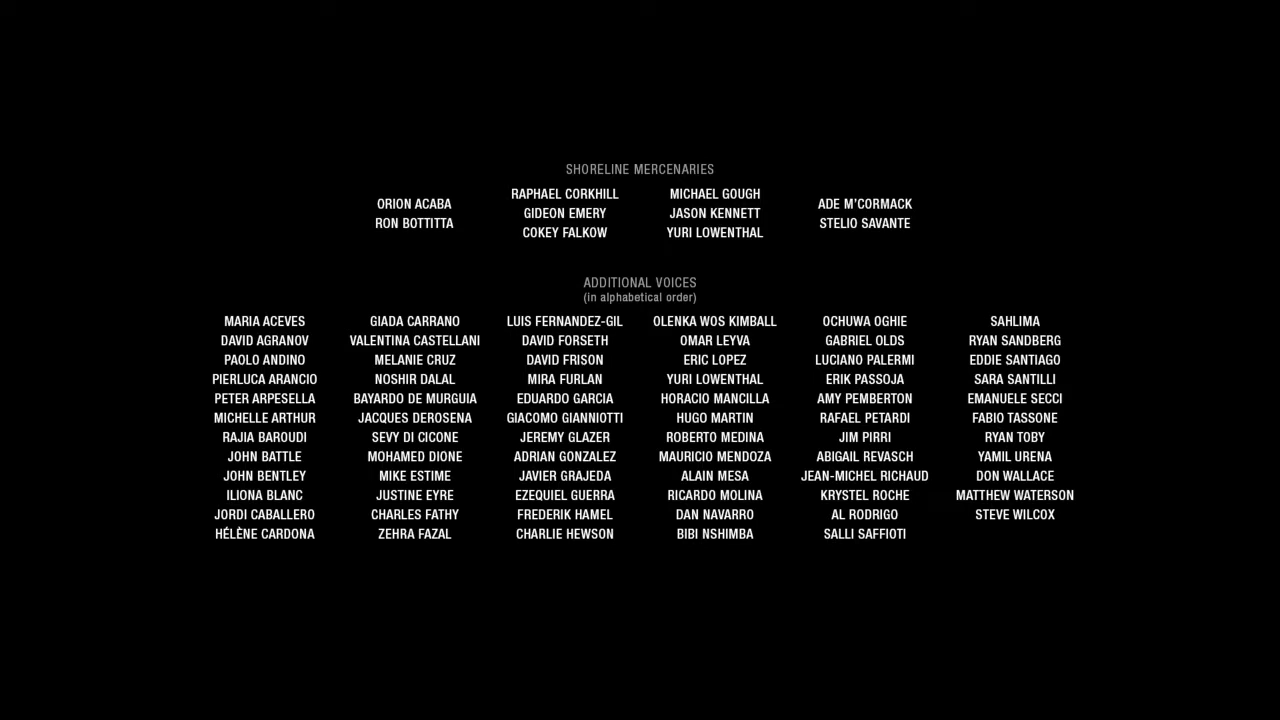 SHORELINE MERCENARIES
ORION ACABA
RON BOTTITTA
RAPHAEL CORKHILL
GIDEON EMERY
COKEY FALKOW
MICHAEL GOUGH
JASON KENNETT
YURI LOWENTHAL
ADE M'CORMACK
STELIO SAVANTE
ADDITIONAL VOICES
(in alphabetical order)
MARIA ACEVES
DAVID AGRANOV
PAOLO ANDINO
PIERLUCA ARANCIO
PETER ARPESELLA
MICHELLE ARTHUR
RAJIA BAROUDI
JOHN BATTLE
JOHN BENTLEY
ILIONA BLANC
JORDI CABALLERO
HÉLÈNE CARDONA
GIADA CARRANO
VALENTINA CASTELLANI
MELANIE CRUZ
NOSHIR DALAL
BAYARDO DE MURGUIA
JACQUES DEROSENA
SEVY DI CICONE
MOHAMED DIONE
MIKE ESTIME
JUSTINE EYRE
CHARLES FATHY
ZEHRA FAZAL
LUIS FERNANDEZ-GIL
DAVID FORSETH
DAVID FRISON
MIRA FURLAN
EDUARDO GARCIA
GIACOMO GIANNIOTTI
JEREMY GLAZER
ADRIAN GONZALEZ
JAVIER GRAJEDA
EZEQUIEL GUERRA
FREDERIK HAMEL
CHARLIE HEWSON
OLENKA WOS KIMBALL
OMAR LEYVA
ERIC LOPEZ
YURI LOWENTHAL
HORACIO MANCILLA
HUGO MARTIN
ROBERTO MEDINA
MAURICIO MENDOZA
ALAIN MESA
RICARDO MOLINA
DAN NAVARRO
BIBI NSHIMBA
OCHUWA OGHIE
GABRIEL OLDS
LUCIANO PALERMI
ERIK PASSOJA
AMY PEMBERTON
RAFAEL PETARDI
JIM PIRRI
ABIGAIL REVASCH
JEAN-MICHEL RICHAUD
KRYSTEL ROCHE
AL RODRIGO
SALLI SAFFIOTI
SAHLIMA
RYAN SANDBERG
EDDIE SANTIAGO
SARA SANTILLI
EMANUELE SECCI
FABIO TASSONE
RYAN TOBY
YAMIL URENA
DON WALLACE
MATTHEW WATERSON
STEVE WILCOX